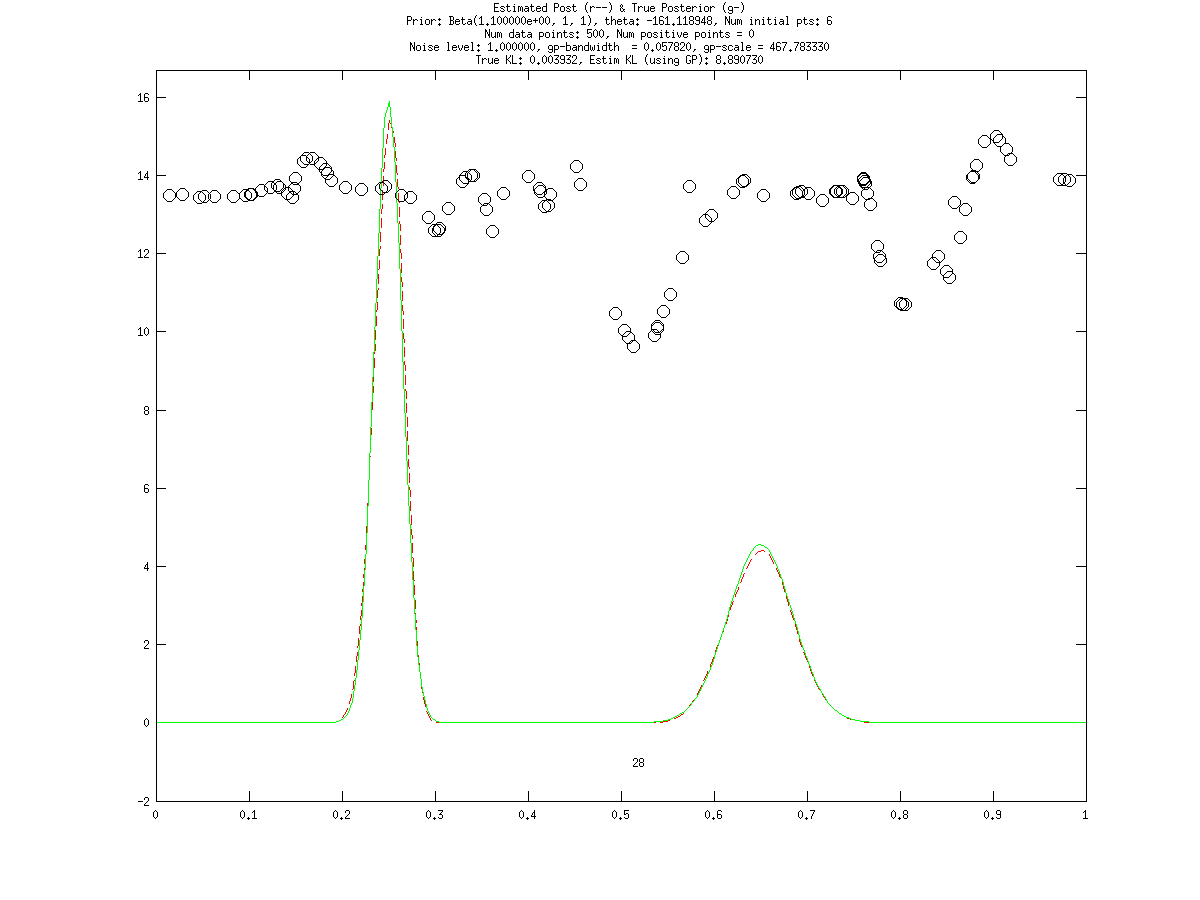 Estimated Post (r--) & True Posterior (g-)
Prior: Beta(1.100000e+00, 1, 1), theta: -161.118948, Num initial pts: 6
Num data points: 500, Num positive points = 0
Noise level: 1.000000, gp-bandwidth  = 0.057820, gp-scale = 467.783330
True KL: 0.003932, Estim KL (using GP): 8.890730
16
14
12
10
8
6
4
2
0
28
-2
0 0.1 0.2 0.3 0.4 0.5 0.6 0.7 0.8 0.9 1